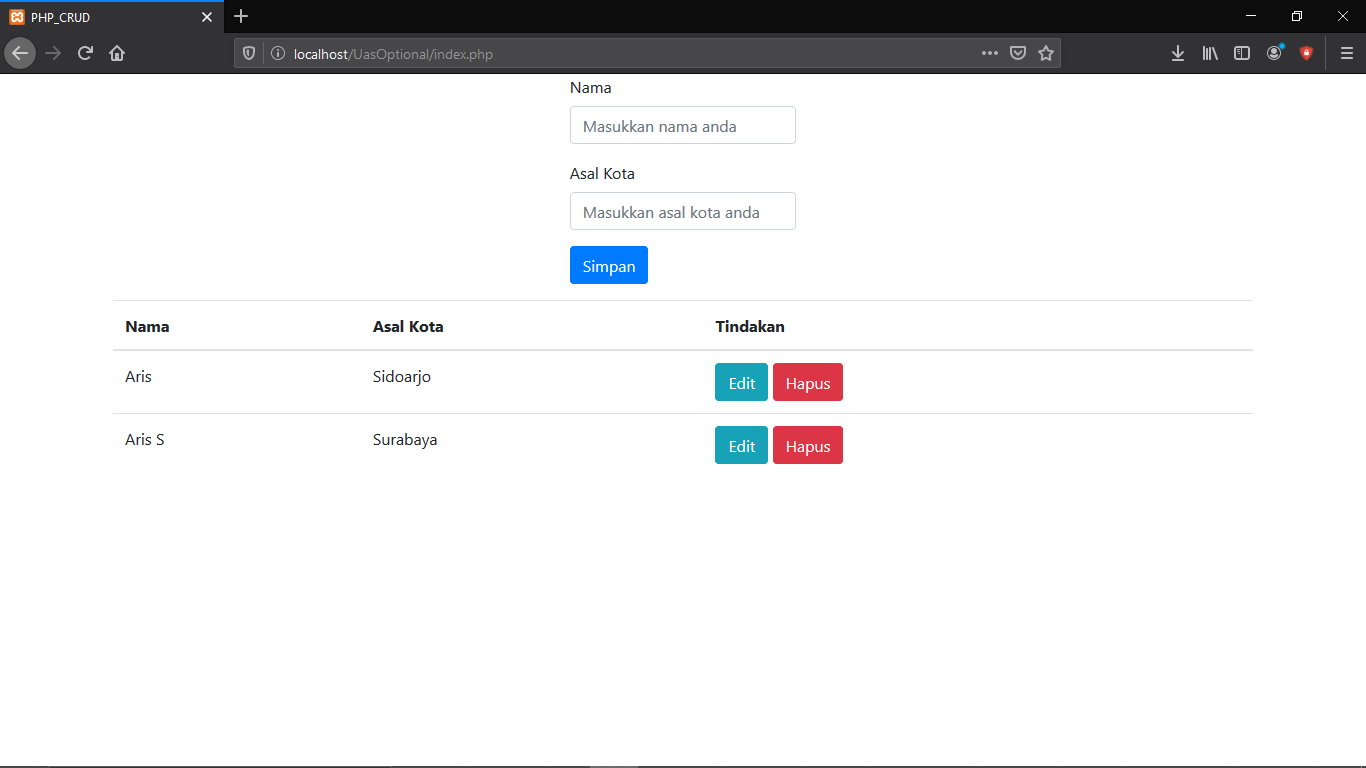 PHP_CRUD
localhost/UasOptional/index.php
Nama
Masukkan nama anda
Asal Kota
Masukkan asal kota anda
Simpan
Nama Asal Kota Tindakan
Aris Sidoarjo Edit Hapus
Aris S Surabaya Edit Hapus